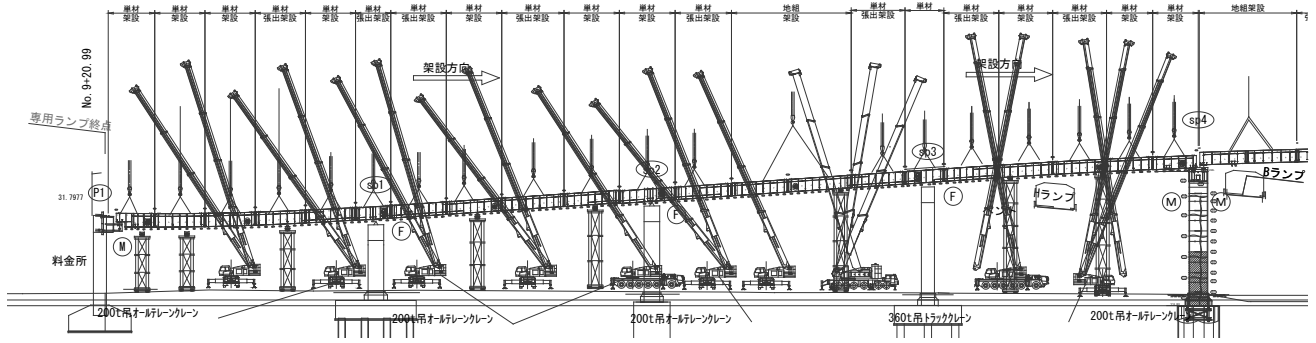 単材
架設
単材
架設
単材
架設
単材
張出架設
単材
架設
単材
張出架設
単材
張出架設
単材
架設
単材
張出架設
単材
架設
単材
張出架設
地組
架設
単材
張出架設
単材
単材
張出架設
単材
架設
単材
張出架設
単材
架設
単材
架設
地組架設
No. 9+20. 99
架設方向
架設方向
専用ランプ終点
P1
31.7977
sp1
sp2
sp3
sp4
Bランプ
Hランプ
M
F
F
F
M
M
料金所
200t吊オールテレーンクレーン
200t吊オールテレーンクレーン
200t吊オールテレーンクレーン
360t吊トラッククレーン
200t吊オールテレーンクレーン